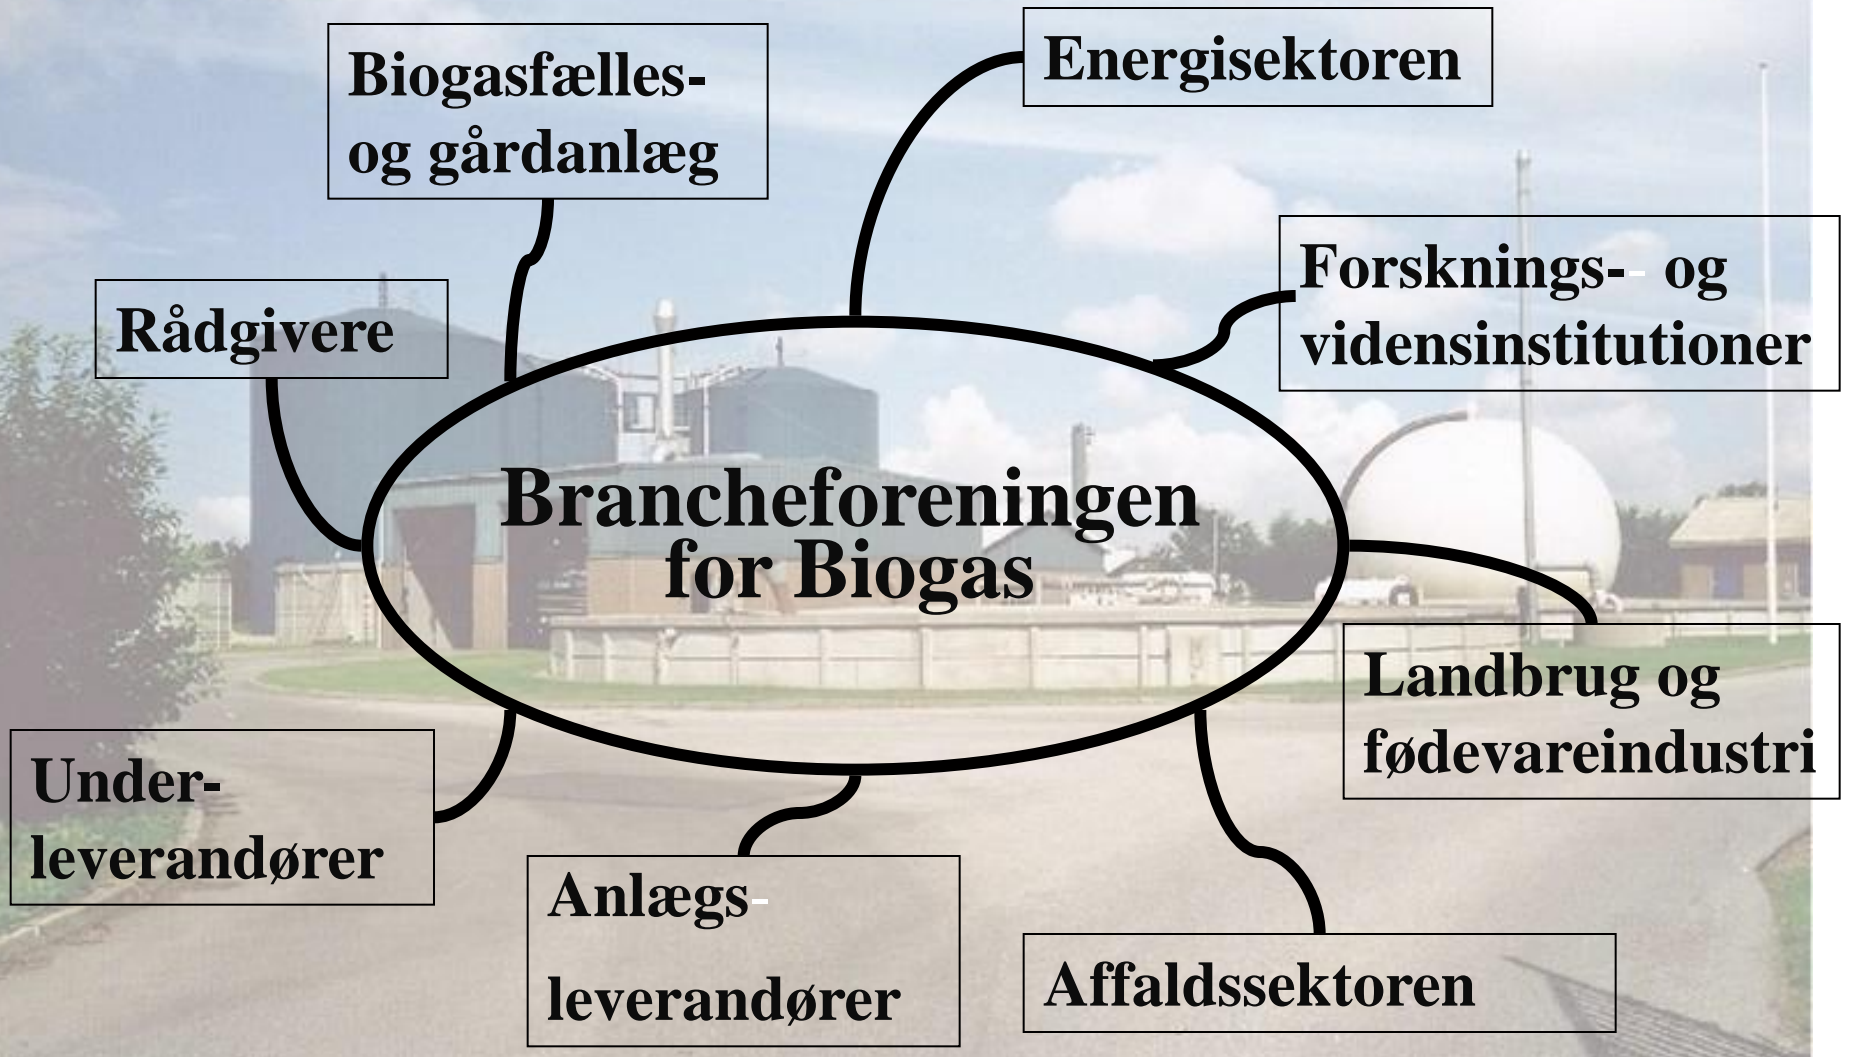 Biogasfælles-
og gårdanlæg
Energisektoren
Forsknings-- og
vidensinstitutioner
Rådgivere
Brancheforeningen
for Biogas
Landbrug og
fødevareindustri
Under-
leverandører
Anlægs-
leverandører
Affaldssektoren